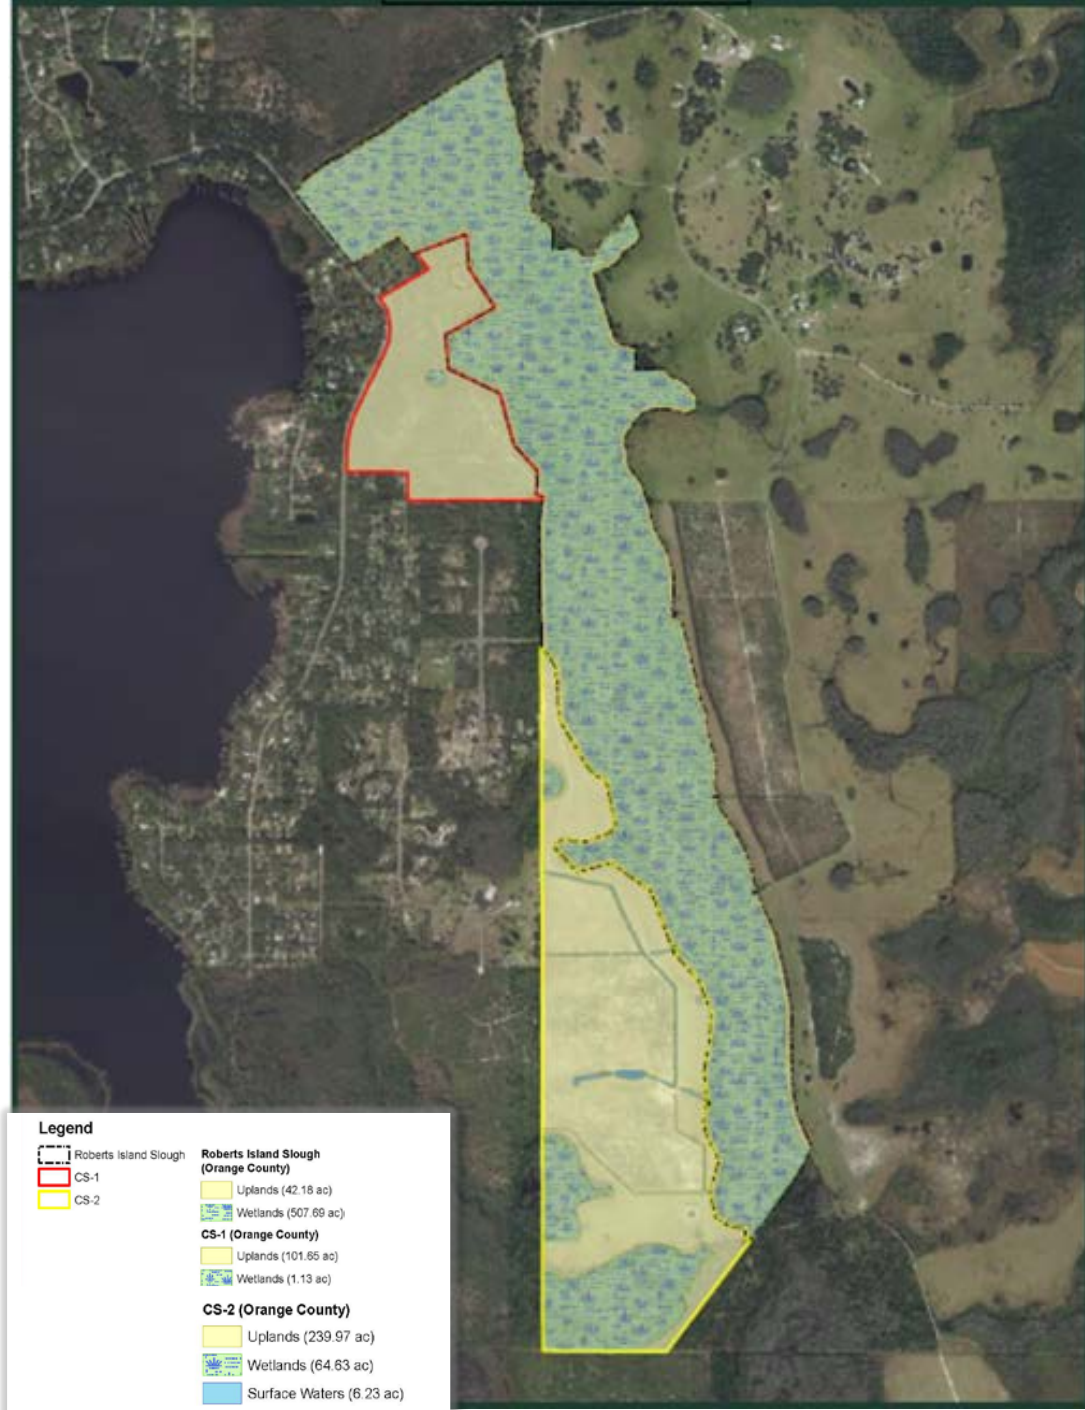 Legend
Roberts Island Slough
CS-1
CS-2
Roberts Island Slough
(Orange County)
Uplands (42.18 ac)
Wetlands (507.69 ac)
CS-1 (Orange County)
Uplands (101.65 ac)
Wetlands (1.13 ac)
CS-2 (Orange County)
Uplands (239.97 ac)
Wetlands (64.63 ac)
Surface Waters (6.23 ac)